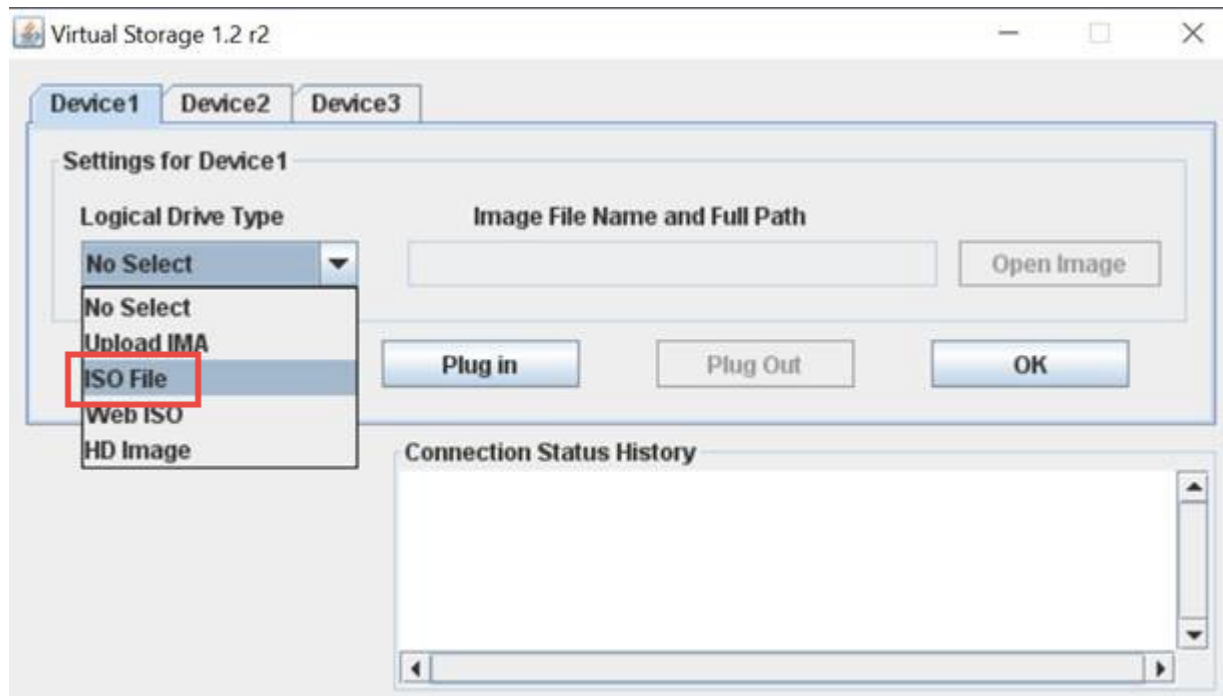 Virtual Storage 1.2 r2
Device1 Device2 Device3
Settings for Device1
Logical Drive Type Image File Name and Full Path
No Select Open Image
No Select
Upload IMA
ISO File
Web ISO
HD Image
Plug in Plug Out OK
Connection Status History